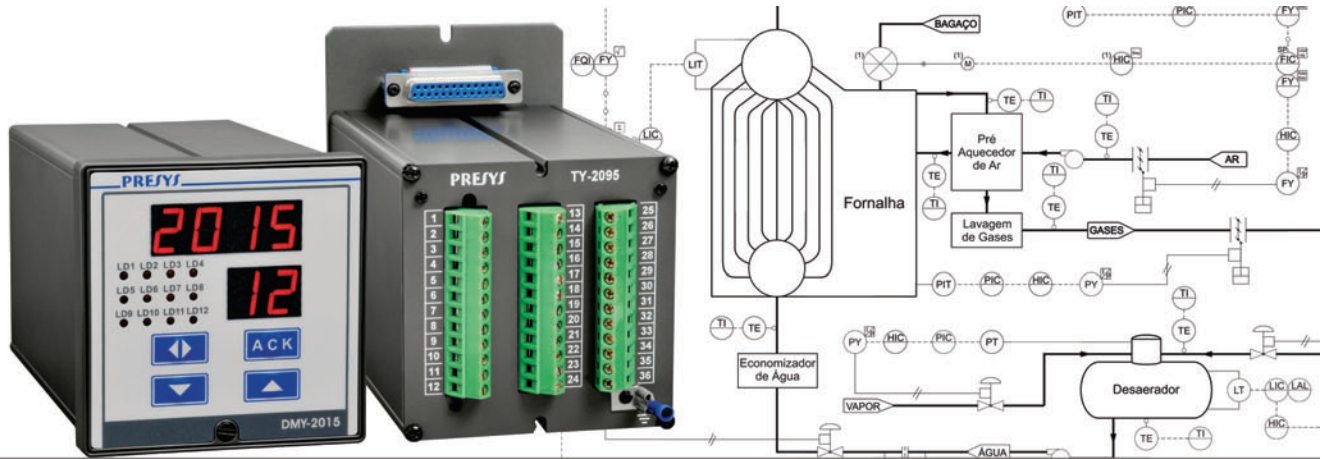 PRESYS
2015
LD1 LD2 LD3 LD4
LD5 LD6 LD7 LD8
LD9 LD10 LD11 LD12
12
ACK
DMY-2015
PRESYS
TY-2095
1
2
3
4
5
6
7
8
9
10
11
12
13
14
15
16
17
18
19
20
21
22
23
24
25
26
27
28
29
30
31
32
33
34
35
36
FQI
FY
LIC
LIT
BAGAÇO
(1)
(1)
M
(1)
HIC
PIT
PIC
FY
SP
FIC
FY
HIC
FY
TE
TI
Pré
Aquecedor
de Ar
TE
TI
TI
TE
AR
Fornalha
Lavagem
de Gases
TI
TE
GASES
PIT
PIC
HIC
PY
TI
TE
Economizador
de Água
PY
HIC
PIC
PT
TI
TE
VAPOR
Desaerador
LT
LIC
LAL
HIC
TE
TI
ÁGUA